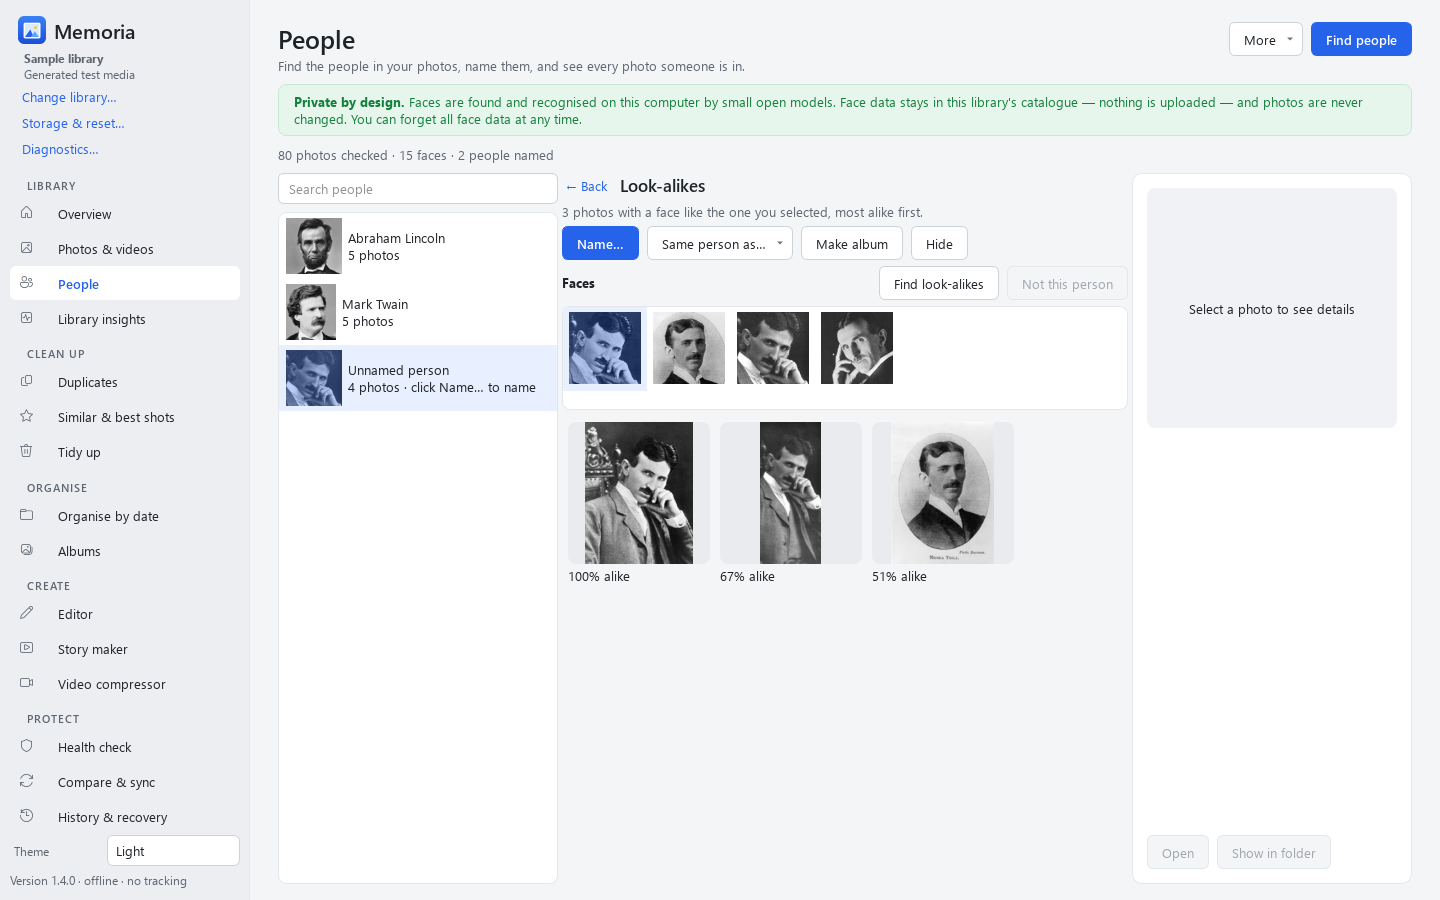 Memoria
Sample library
Generated test media
Change library...
Storage & reset...
Diagnostics...
LIBRARY
Overview
Photos & videos
People
Library insights
CLEAN UP
Duplicates
Similar & best shots
Tidy up
ORGANISE
Organise by date
Albums
CREATE
Editor
Story maker
Video compressor
PROTECT
Health check
Compare & sync
History & recovery
Theme
Light
Version 1.4.0 · offline · no tracking
People
Find the people in your photos, name them, and see every photo someone is in.
More
Find people
Private by design. Faces are found and recognised on this computer by small open models. Face data stays in this library's catalogue — nothing is uploaded — and photos are never
changed. You can forget all face data at any time.
80 photos checked · 15 faces · 2 people named
Search people
Abraham Lincoln
5 photos
Mark Twain
5 photos
Unnamed person
4 photos · click Name... to name
← Back
Look-alikes
3 photos with a face like the one you selected, most alike first.
Name...
Same person as...
Make album
Hide
Faces
Find look-alikes
Not this person
100% alike
67% alike
51% alike
Select a photo to see details
Open
Show in folder